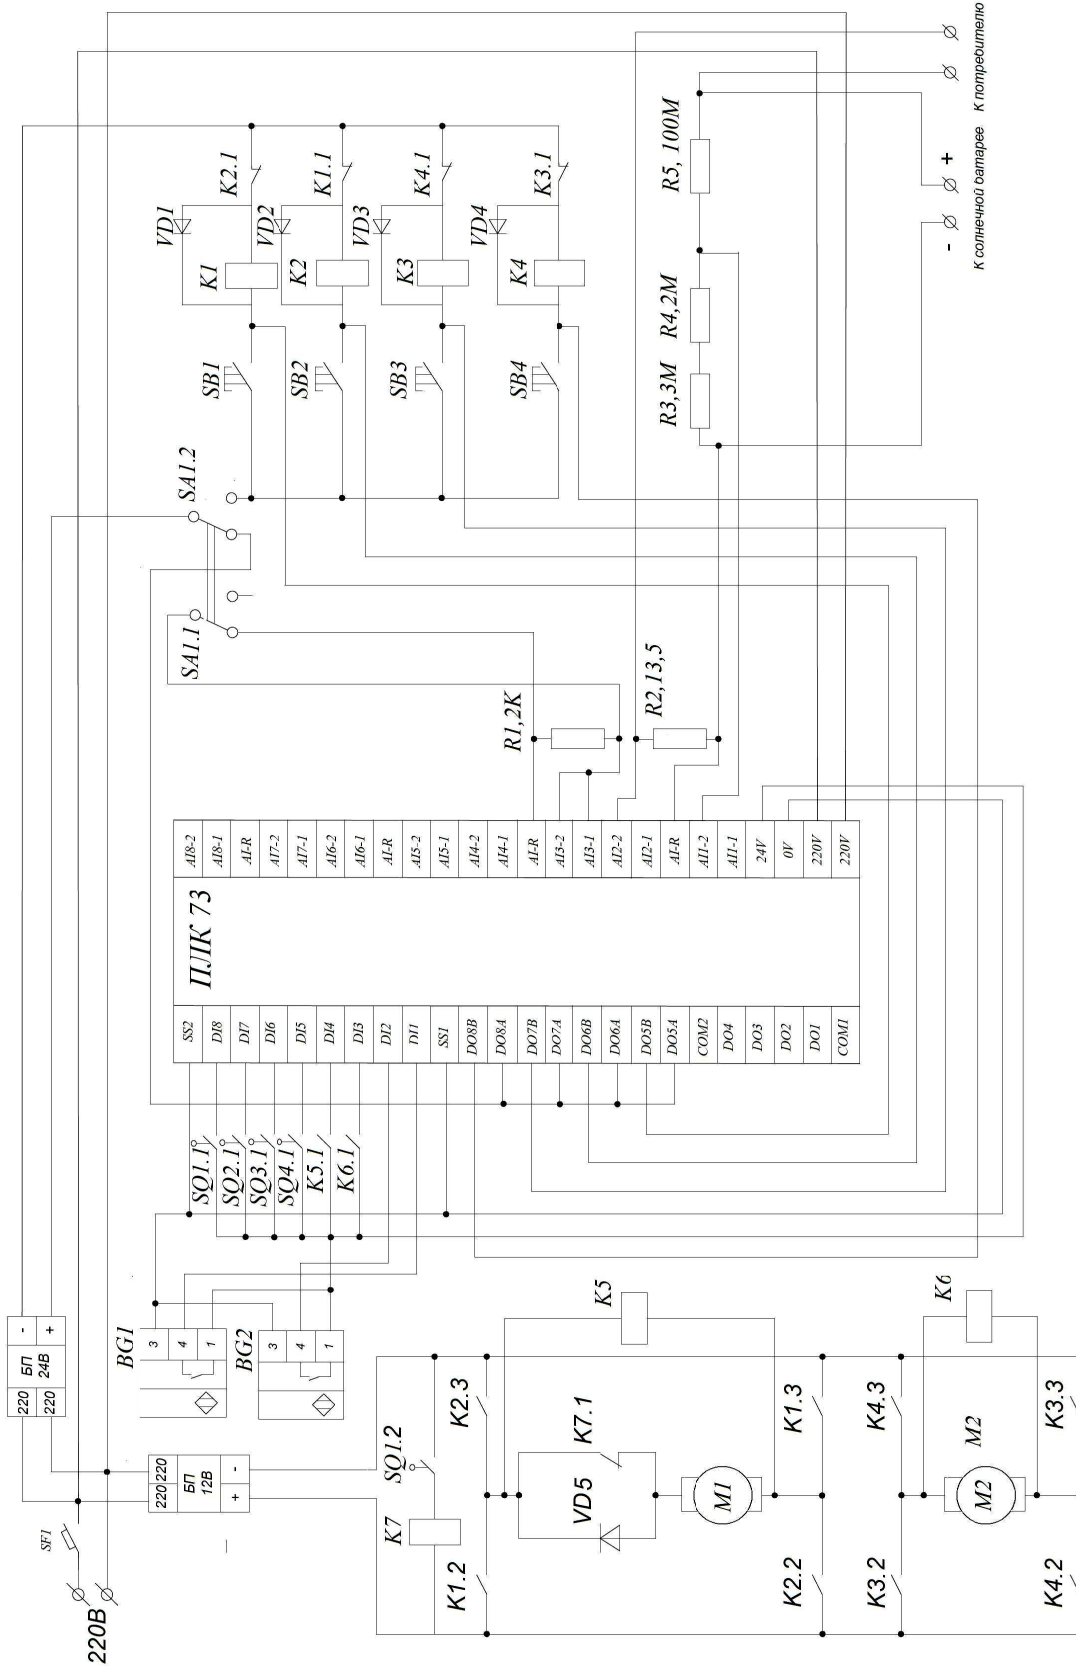 220В
SF1
БП
24В
220
220
-
+
220
220
БП
12В
+
-
BG1
3
4
1
BG2
3
4
1
SQ1.1
SQ2.1
SQ3.1
SQ4.1
K5.1
K6.1
SS2
DI8
DI7
DI6
DI5
DI4
DI3
DI2
DI1
SS1
DO8B
DO8A
DO7B
DO7A
DO6B
DO6A
DO5B
DO5A
COM2
DO4
DO3
DO2
DO1
COM1
ПЛК 73
AI8-2
AI8-1
AI-R
AI7-2
AI7-1
AI6-2
AI6-1
AI-R
AI5-2
AI5-1
AI4-2
AI4-1
AI-R
AI3-2
AI3-1
AI2-2
AI2-1
AI-R
AI1-2
AI1-1
24V
0V
220V
220V
SA1.1
SA1.2
R1,2K
R2,13,5
SB1
SB2
SB3
SB4
K1
K2
K3
K4
VD1
VD2
VD3
VD4
K2.1
K1.1
K4.1
K3.1
R3,3M
R4,2M
R5, 100M
-
+
К солнечной батарее
К потребителю
K7
SQ1.2
K1.2
K2.3
VD5
K7.1
K5
M1
K2.2
K1.3
K3.2
K4.3
M2
M2
K6
K4.2
K3.3